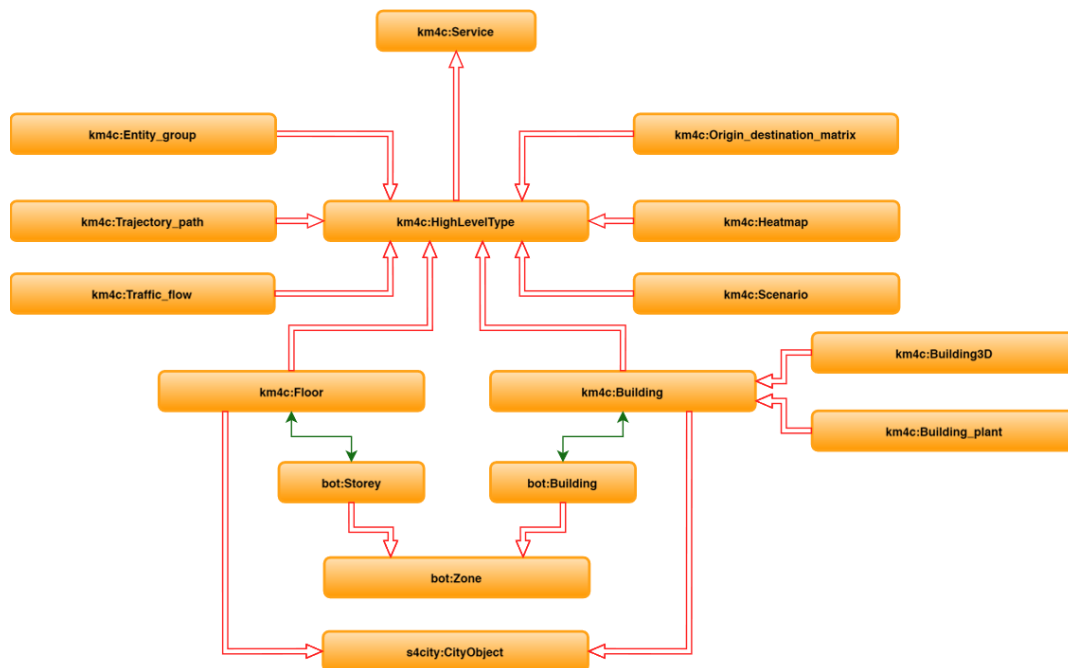 km4c:Service
km4c:Entity_group
km4c:Origin_destination_matrix
km4c:Trajectory_path
km4c:HighLevelType
km4c:Heatmap
km4c:Traffic_flow
km4c:Scenario
km4c:Building3D
km4c:Floor
km4c:Building
km4c:Building_plant
bot:Storey
bot:Building
bot:Zone
s4city:CityObject